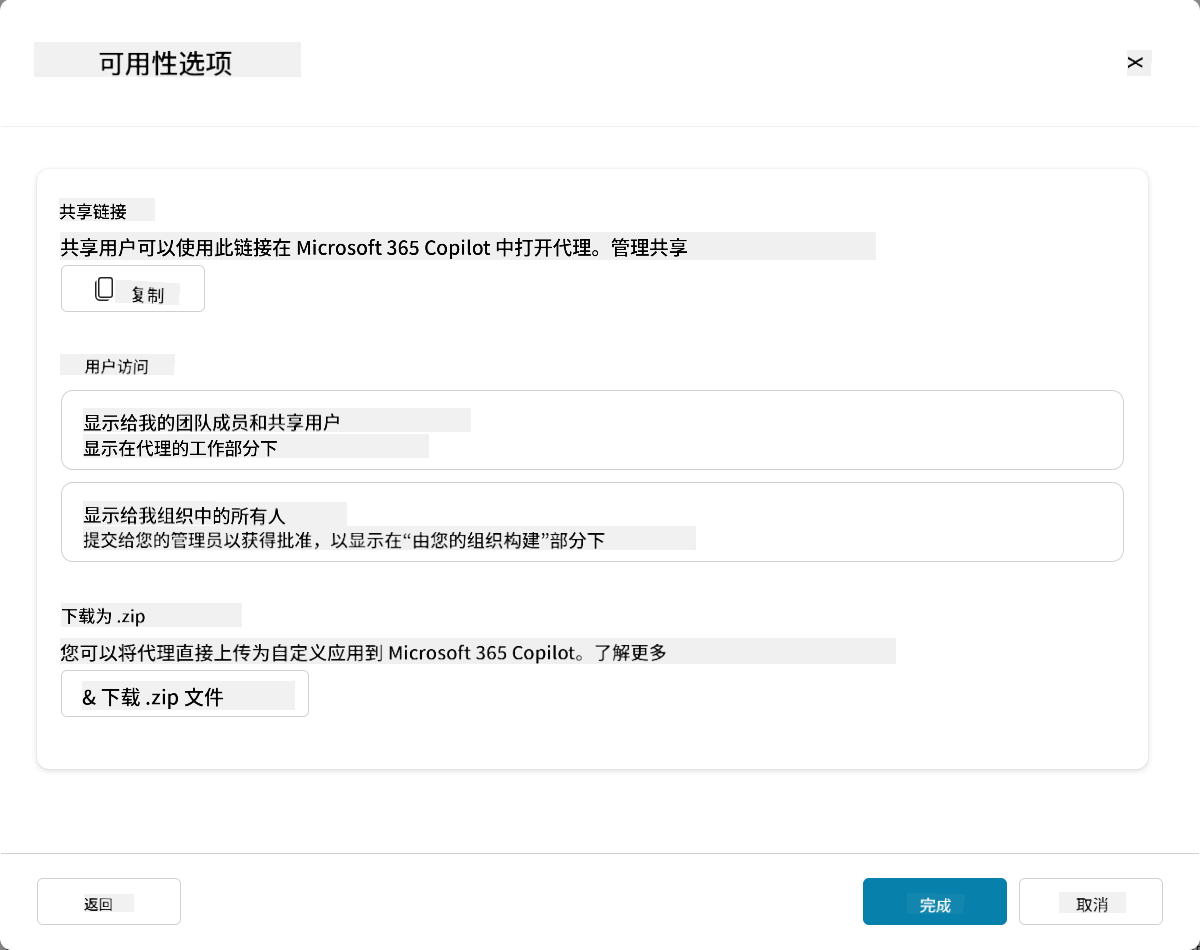 可用性选项
共享链接
共享用户可以使用此链接在 Microsoft 365 Copilot 中打开代理。管理共享
复制
用户访问
显示给我的团队成员和共享用户
显示在代理的工作部分下
显示给我组织中的所有人
提交给您的管理员以获得批准，以显示在“由您的组织构建”部分下
下载为 .zip
您可以将代理直接上传为自定义应用到 Microsoft 365 Copilot。了解更多
& 下载 .zip 文件
返回
完成
取消